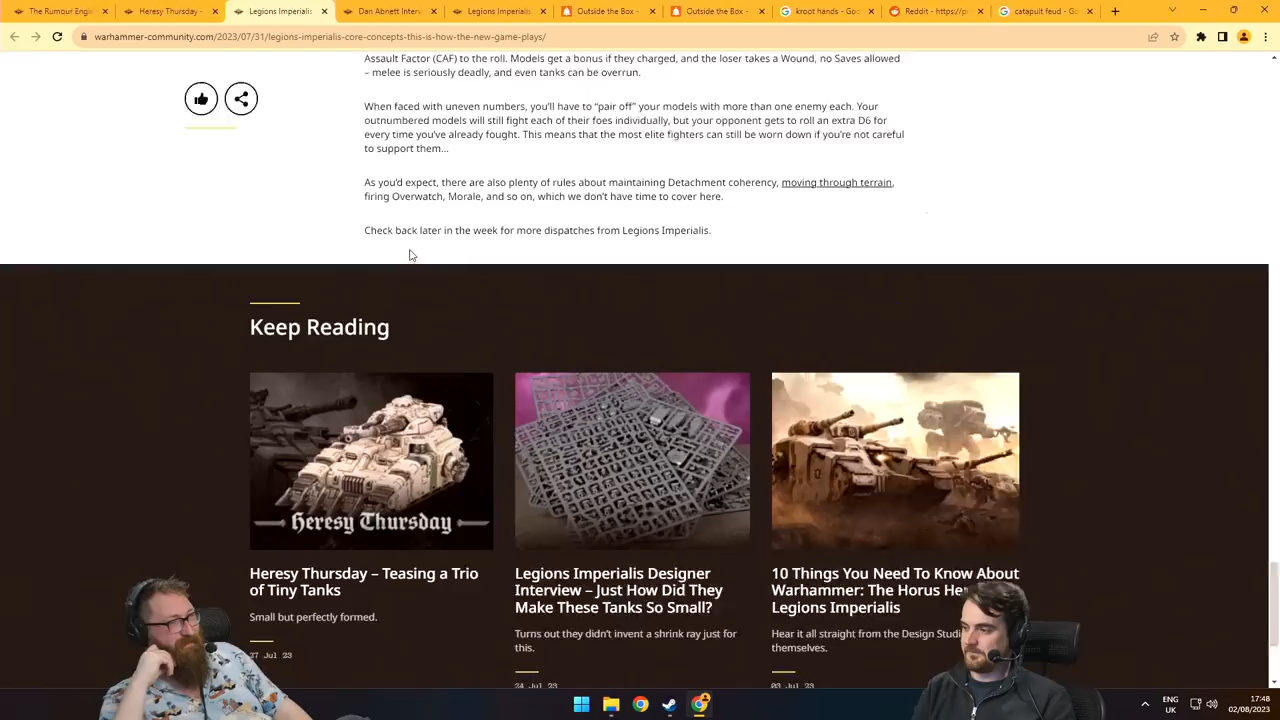 The Rumour Engin
Heresy Thursday -
Legions Imperialis
Dan Abnett Intervi
Legions Imperialis
Outside the Box -
Outside the Box -
kroot hands - Goo
Reddit - https://p
catapult feud - Go
warhammer-community.com/2023/07/31/legions-imperialis-core-concepts-this-is-how-the-new-game-plays/
Assault Factor (CAF) to the roll. Models get a bonus if they charged, and the loser takes a Wound, no Saves allowed
– melee is seriously deadly, and even tanks can be overrun.
When faced with uneven numbers, you'll have to “pair off” your models with more than one enemy each. Your
outnumbered models will still fight each of their foes individually, but your opponent gets to roll an extra D6 for
every time you've already fought. This means that the most elite fighters can still be worn down if you're not careful
to support them…
As you'd expect, there are also plenty of rules about maintaining Detachment coherency, moving through terrain,
firing Overwatch, Morale, and so on, which we don't have time to cover here.
Check back later in the week for more dispatches from Legions Imperialis.
Keep Reading
Heresy Thursday
Heresy Thursday – Teasing a Trio
of Tiny Tanks
Small but perfectly formed.
27 Jul 23
Legions Imperialis Designer
Interview – Just How Did They
Make These Tanks So Small?
Turns out they didn't invent a shrink ray just for
this.
24 Jul 23
10 Things You Need To Know About
Warhammer: The Horus He
Legions Imperialis
Hear it all straight from the Design Studi
themselves.
03 Jul 23
ENG
UK
17:48
02/08/2023